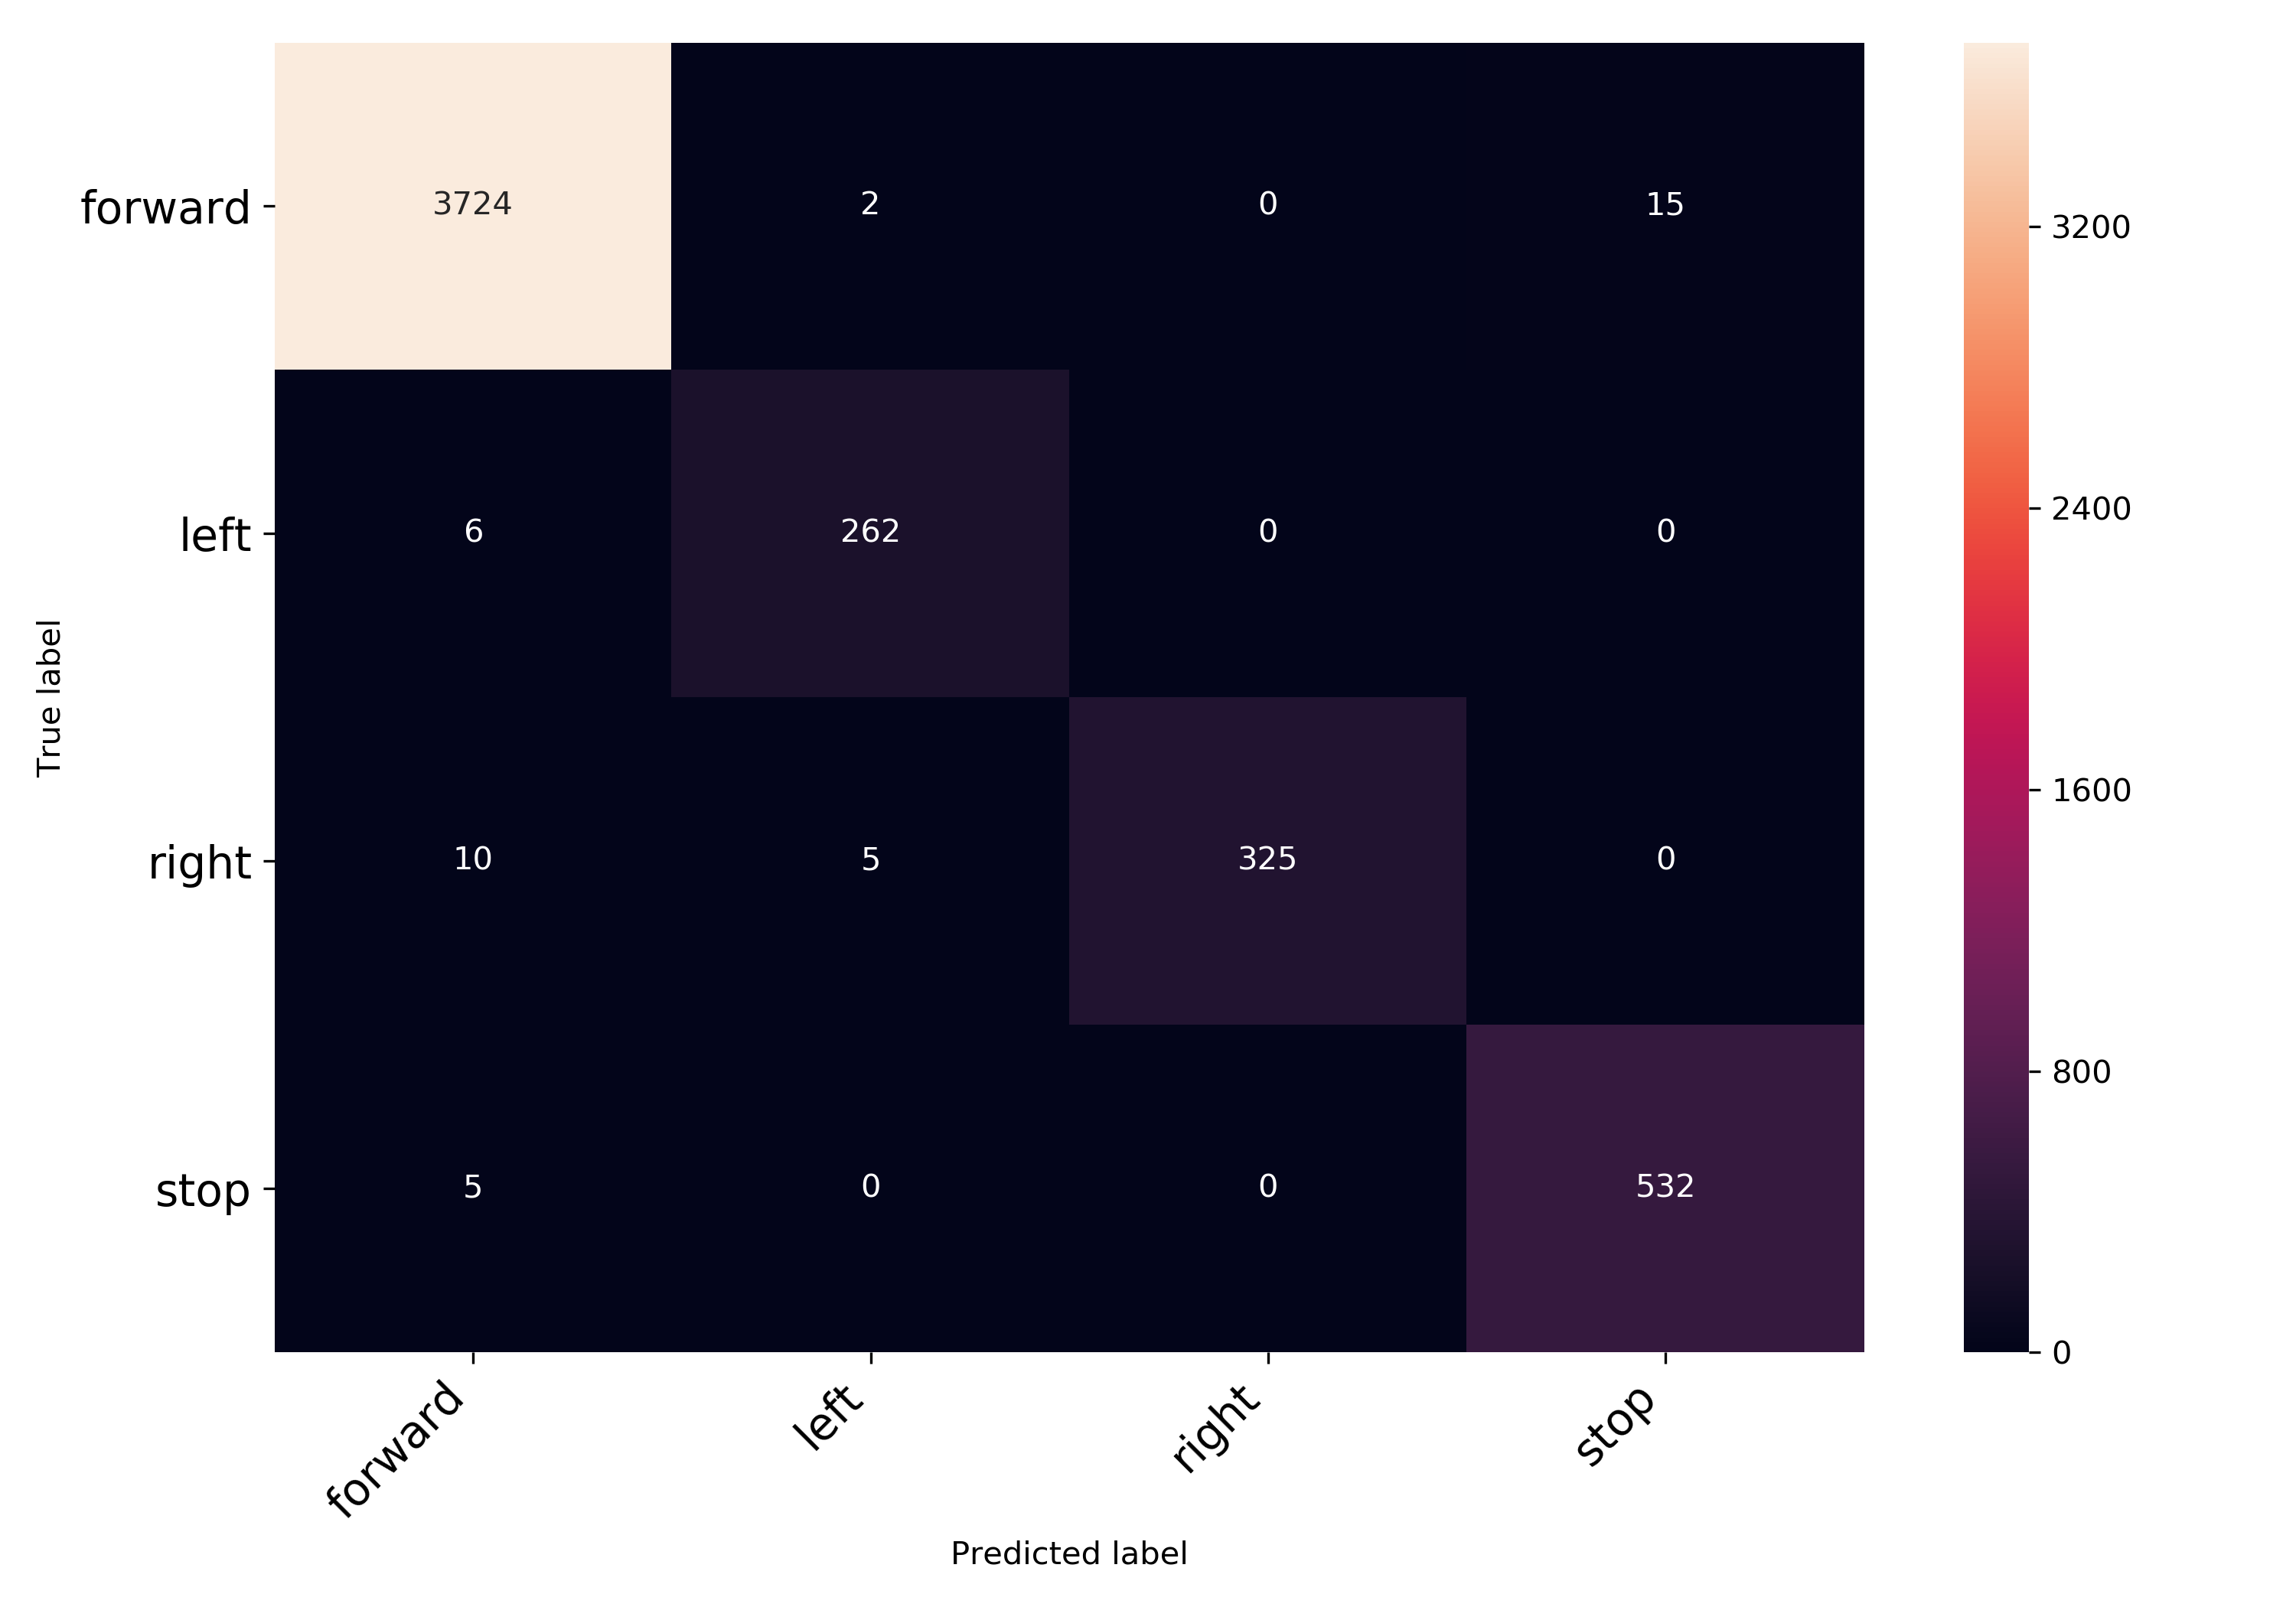 forward 3724 2 0 15
left 6 262 0 0
right 10 5 325 0
stop 5 0 0 532
forward left right stop
True label
Predicted label
3200
2400
1600
800
0